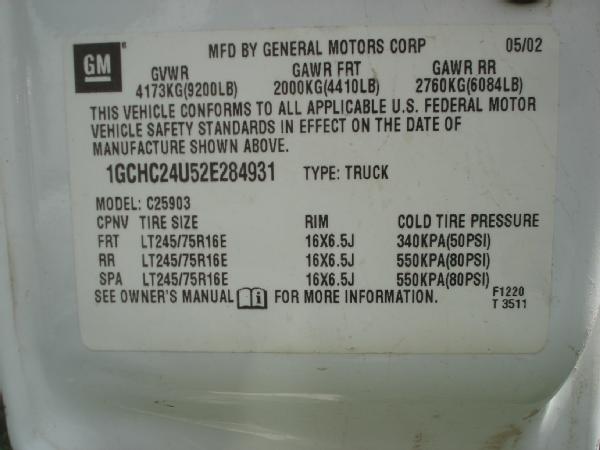 GM MFD BY GENERAL MOTORS CORP 05/02
GVWR GAWR FRT GAWR RR
4173KG(9200LB) 2000KG(4410LB) 2760KG(6084LB)
THIS VEHICLE CONFORMS TO ALL APPLICABLE U.S. FEDERAL MOTOR
VEHICLE SAFETY STANDARDS IN EFFECT ON THE DATE OF
MANUFACTURE SHOWN ABOVE.
1GCHC24U52E284931 TYPE: TRUCK
MODEL: C25903
CPNV TIRE SIZE RIM COLD TIRE PRESSURE
FRT LT245/75R16E 16X6.5J 340KPA(50PSI)
RR LT245/75R16E 16X6.5J 550KPA(80PSI)
SPA LT245/75R16E 16X6.5J 550KPA(80PSI)
SEE OWNER'S MANUAL FOR MORE INFORMATION. F1220
T 3511